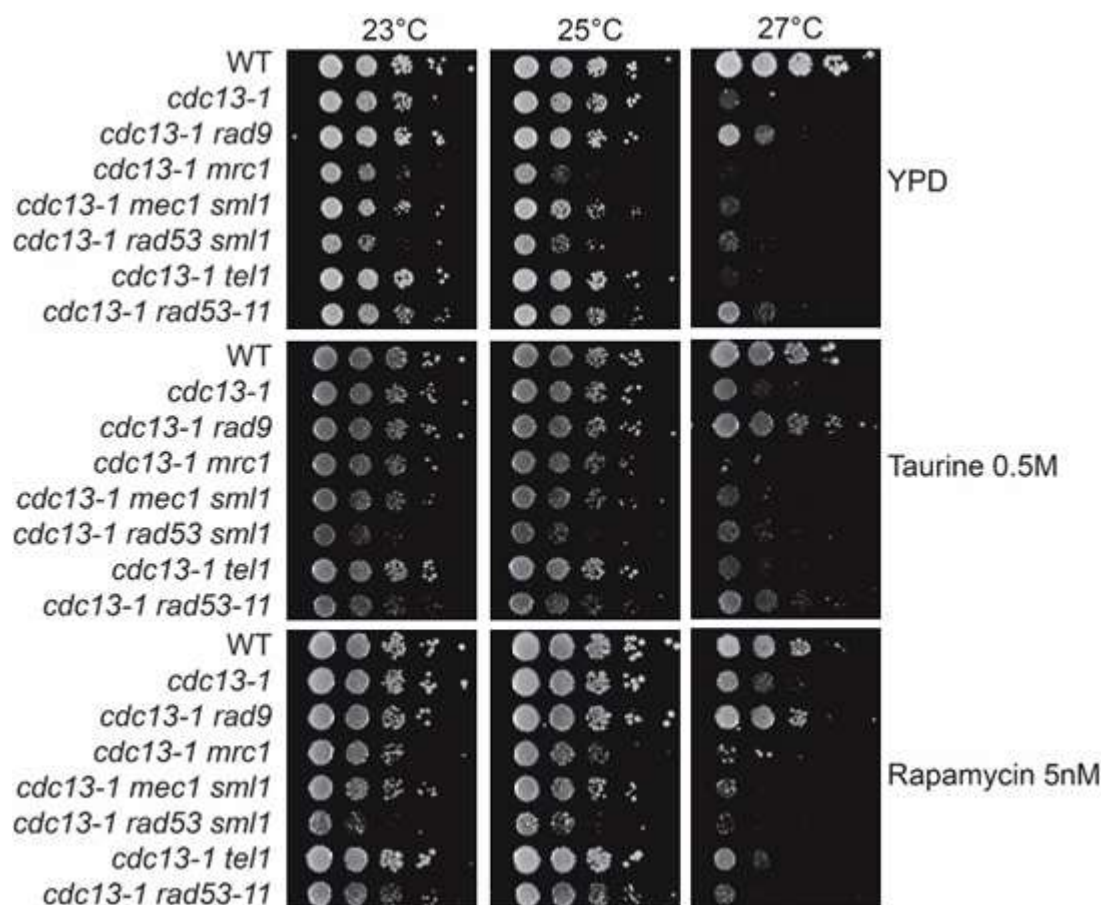 23°C 25°C 27°C
WT
cdc13-1
cdc13-1 rad9
cdc13-1 mrc1
cdc13-1 mec1 sml1
cdc13-1 rad53 sml1
cdc13-1 tel1
cdc13-1 rad53-11
YPD
WT
cdc13-1
cdc13-1 rad9
cdc13-1 mrc1
cdc13-1 mec1 sml1
cdc13-1 rad53 sml1
cdc13-1 tel1
cdc13-1 rad53-11
Taurine 0.5M
WT
cdc13-1
cdc13-1 rad9
cdc13-1 mrc1
cdc13-1 mec1 sml1
cdc13-1 rad53 sml1
cdc13-1 tel1
cdc13-1 rad53-11
Rapamycin 5nM